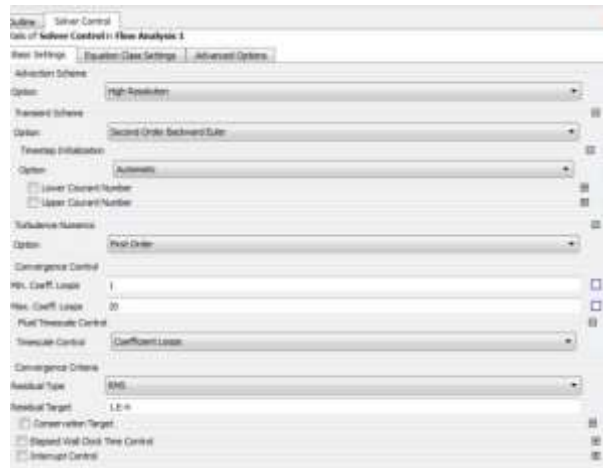 Outline Solver Control
Details of Solver Control in Flow Analysis 1
Basic Settings Equation Class Settings Advanced Options
Advection Scheme
Option High Resolution
Transient Scheme
Option Second Order Backward Euler
Timestep Initialization
Option Automatic
Lower Courant Number
Upper Courant Number
Turbulence Numerics
Option First Order
Convergence Control
Min. Coeff. Loops 1
Max. Coeff. Loops
Fluid Timescale Control
Timescale Control Coefficient Loops
Convergence Criteria
Residual Type RMS
Residual Target
Conservation Target
Elapsed Wall Clock Time Control
Interrupt Control